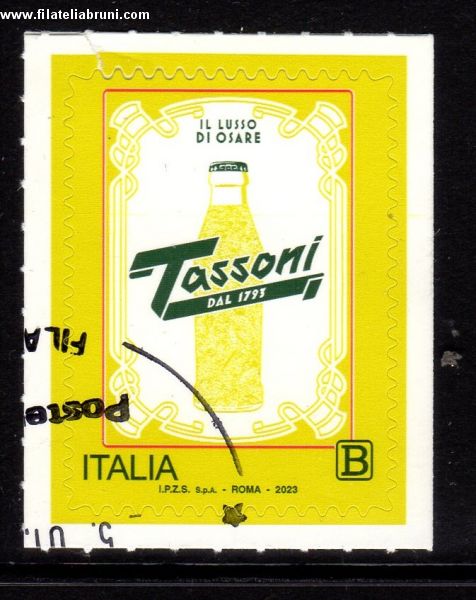 www.filateliabruni.com
IL LUSSO
DI OSARE
Tassoni
DAL 1793
FILA
Poste
ITALIA B
I.P.Z.S. S.p.A. - ROMA - 2023